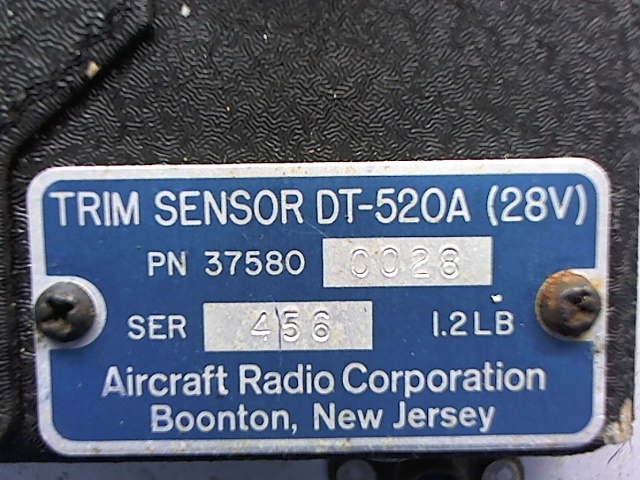 TRIM SENSOR DT-520A (28V)
PN 37580 0028
SER 456 1.2LB
Aircraft Radio Corporation
Boonton, New Jersey